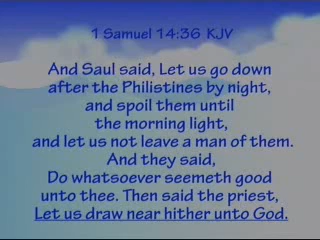 1 Samuel 14:36 KJV
And Saul said, Let us go down
after the Philistines by night,
and spoil them until
the morning light,
and let us not leave a man of them.
And they said,
Do whatsoever seemeth good
unto thee. Then said the priest,
Let us draw near hither unto God.